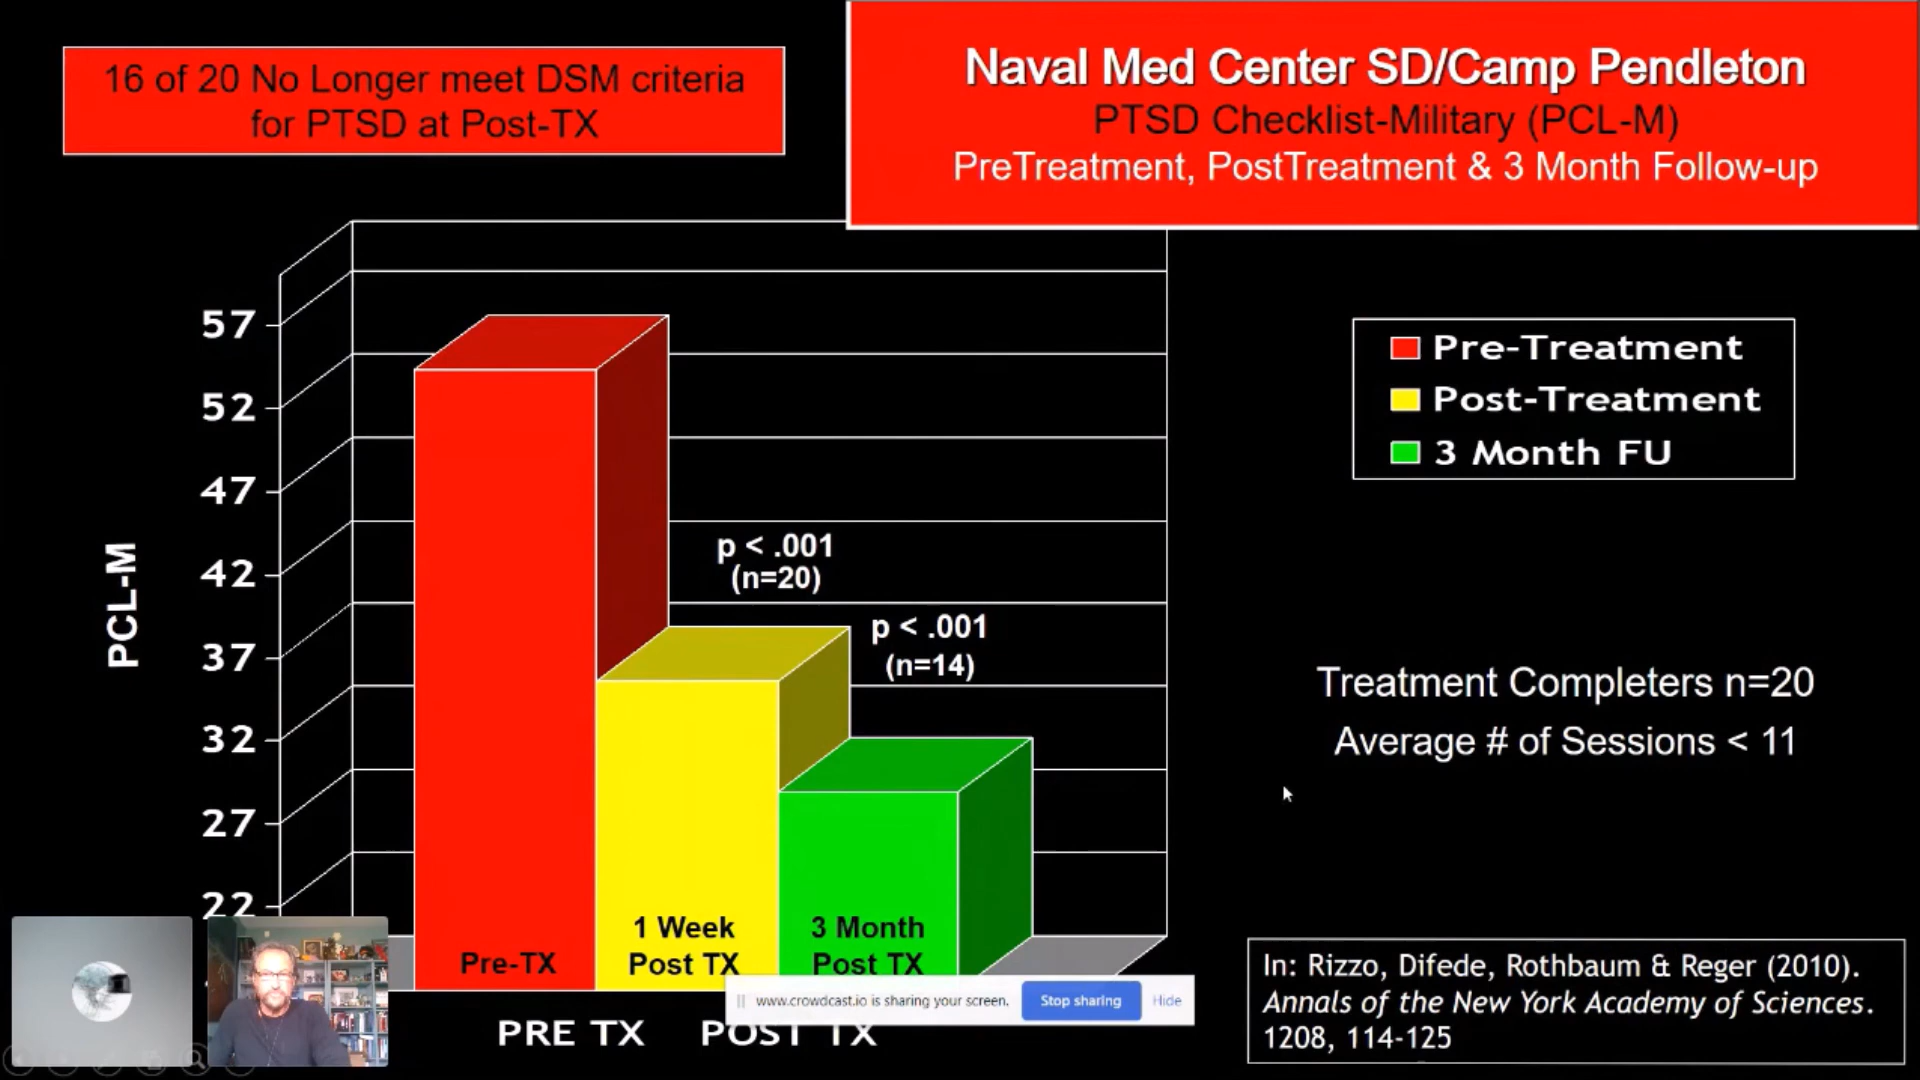 16 of 20 No Longer meet DSM criteria
for PTSD at Post-TX
Naval Med Center SD/Camp Pendleton
PTSD Checklist-Military (PCL-M)
PreTreatment, PostTreatment & 3 Month Follow-up
57
52
47
42
37
32
27
22
PCL-M
p < .001
(n=20)
p < .001
(n=14)
Pre-TX
1 Week
Post TX
3 Month
Post TX
PRE TX
POST TX
Pre-Treatment
Post-Treatment
3 Month FU
Treatment Completers n=20
Average # of Sessions < 11
www.crowdcast.io is sharing your screen.
Stop sharing
Hide
In: Rizzo, Difede, Rothbaum & Reger (2010).
Annals of the New York Academy of Sciences.
1208, 114-125